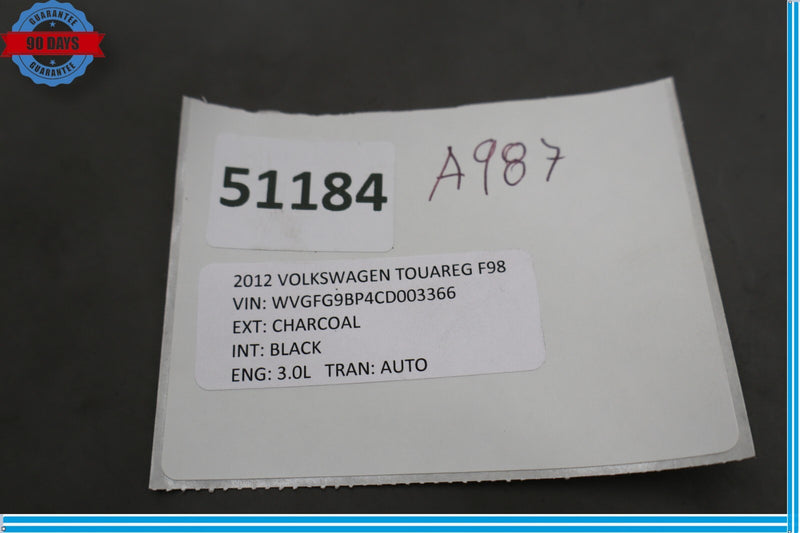 GUARANTEE
90 DAYS
GUARANTEE
51184
A987
2012 VOLKSWAGEN TOUAREG F98
VIN: WVGFG9BP4CD003366
EXT: CHARCOAL
INT: BLACK
ENG: 3.0L TRAN: AUTO